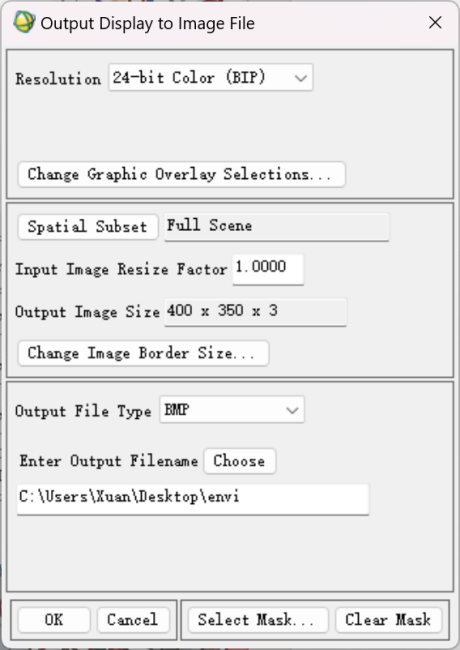 Output Display to Image File
Resolution 24-bit Color (BIP)
Change Graphic Overlay Selections...
Spatial Subset Full Scene
Input Image Resize Factor 1.0000
Output Image Size 400 x 350 x 3
Change Image Border Size...
Output File Type BMP
Enter Output Filename Choose
C:\Users\Xuan\Desktop\envi
OK Cancel Select Mask... Clear Mask